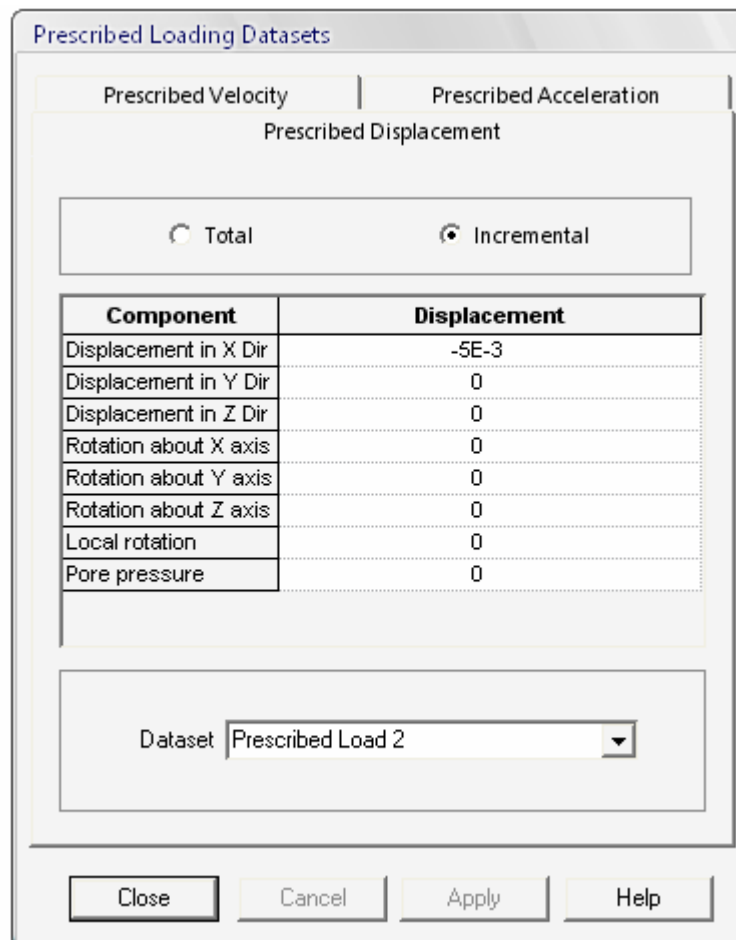 Prescribed Loading Datasets
Prescribed Velocity Prescribed Acceleration
Prescribed Displacement
Total Incremental
Component Displacement
Displacement in X Dir -5E-3
Displacement in Y Dir 0
Displacement in Z Dir 0
Rotation about X axis 0
Rotation about Y axis 0
Rotation about Z axis 0
Local rotation 0
Pore pressure 0
Dataset Prescribed Load 2
Close Cancel Apply Help